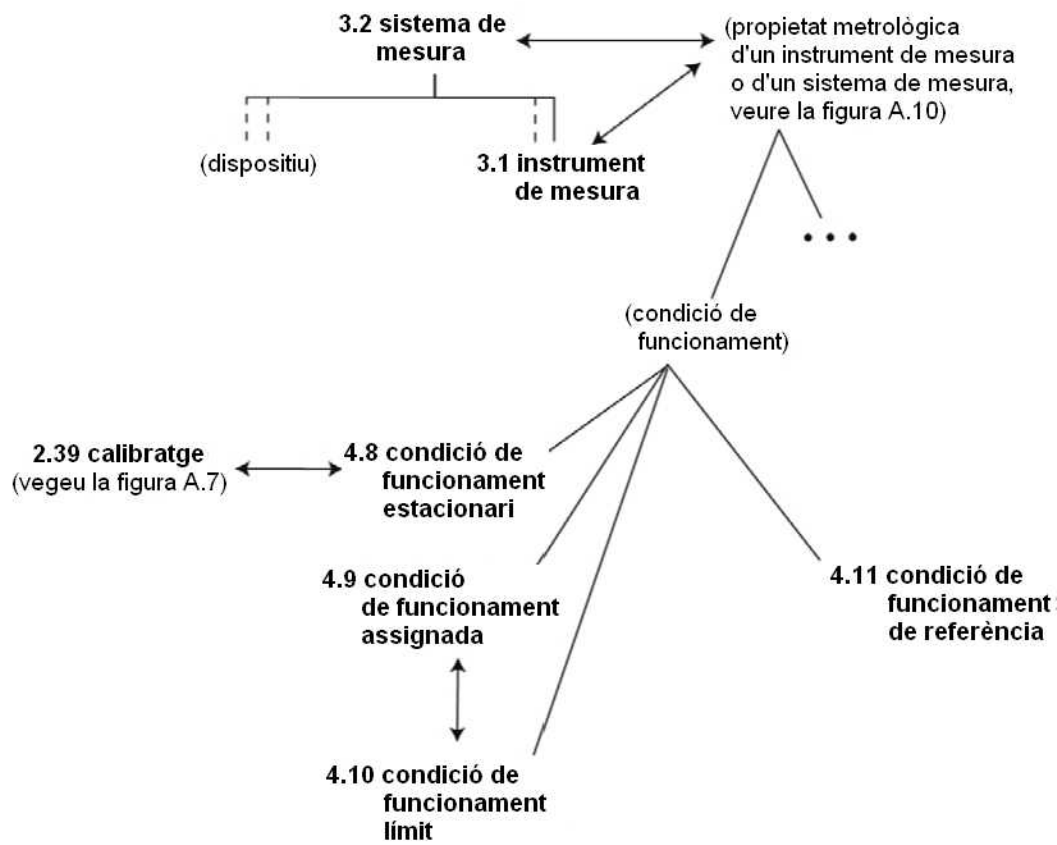 3.2 sistema de
mesura
(propietat metrològica
d'un instrument de mesura
o d'un sistema de mesura,
veure la figura A.10)
(dispositiu)
3.1 instrument
de mesura
• • •
(condició de
funcionament)
2.39 calibratge
(vegeu la figura A.7)
4.8 condició de
funcionament
estacionari
4.9 condició
de funcionament
assignada
4.11 condició de
funcionament :
de referència
4.10 condició de
funcionament
límit